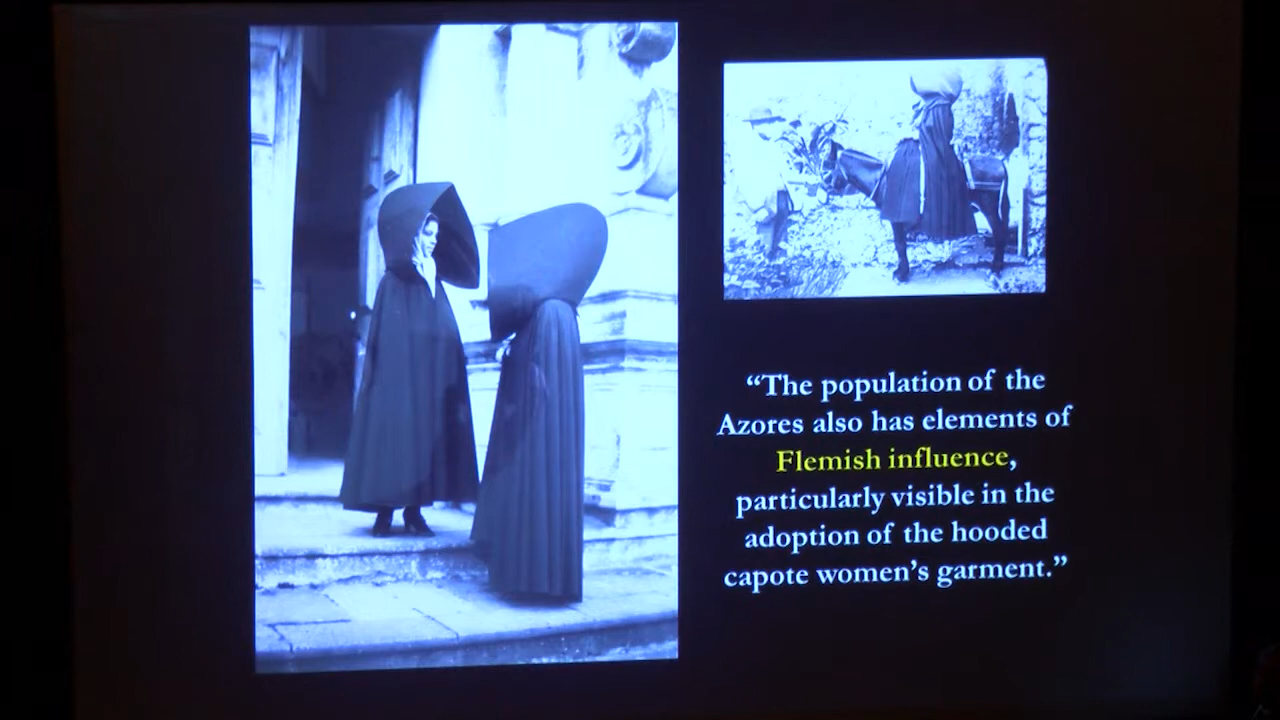 “The population of the
Azores also has elements of
Flemish influence,
particularly visible in the
adoption of the hooded
capote women’s garment.”